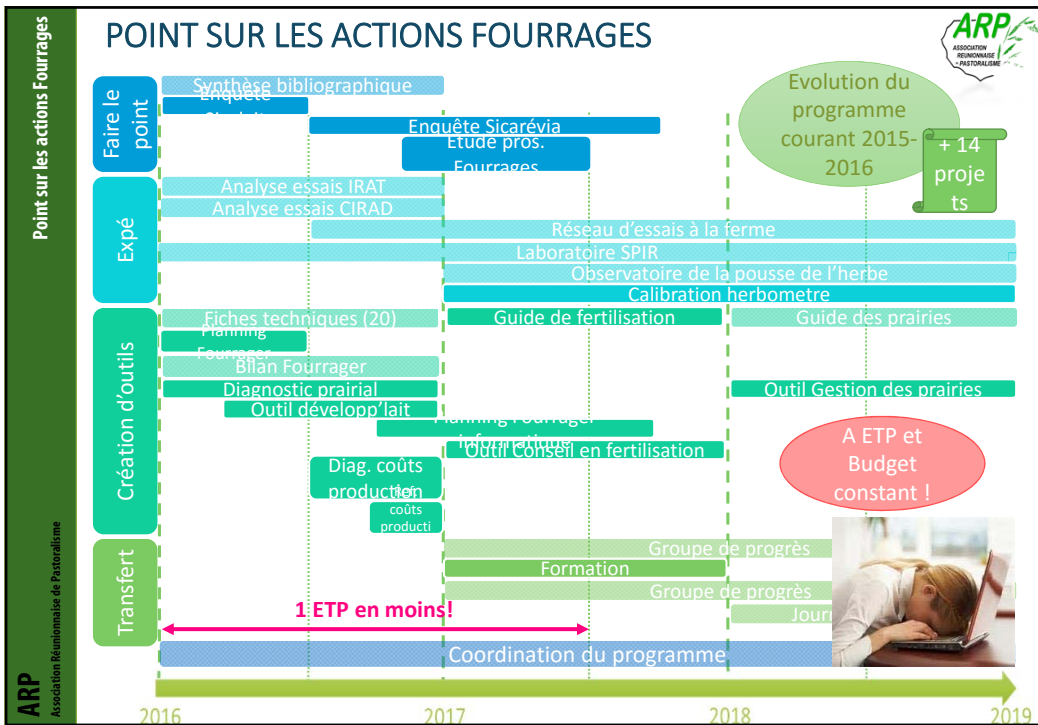 POINT SUR LES ACTIONS FOURRAGES
ARP
ASSOCIATION
REUNIONNAISE
PASTORALISME
Point sur les actions Fourrages
ARP
Association Réunionnaise de Pastoralisme
Faire le
point
Synthèse bibliographique
Enquête
Enquête Sicarévia
Etude pros.
Fourrages
Evolution du
programme
courant 2015-
2016
+ 14
proje
ts
Expé
Analyse essais IRAT
Analyse essais CIRAD
Réseau d'essais à la ferme
Laboratoire SPIR
Observatoire de la pousse de l'herbe
Calibration herbometre
Création d'outils
Fiches techniques (20)
Guide de fertilisation
Guide des prairies
Planning
Fourrager
Bilan Fourrager
Diagnostic prairial
Outil Gestion des prairies
Outil développ'lait
Planning Fourrager
Informatique
Outil Conseil en fertilisation
Diag. coûts
production
Réf.
coûts
producti
A ETP et
Budget
constant !
Transfert
Groupe de progrès
Formation
Groupe de progrès
1 ETP en moins!
Journ
Coordination du programme
2016
2017
2018
2019